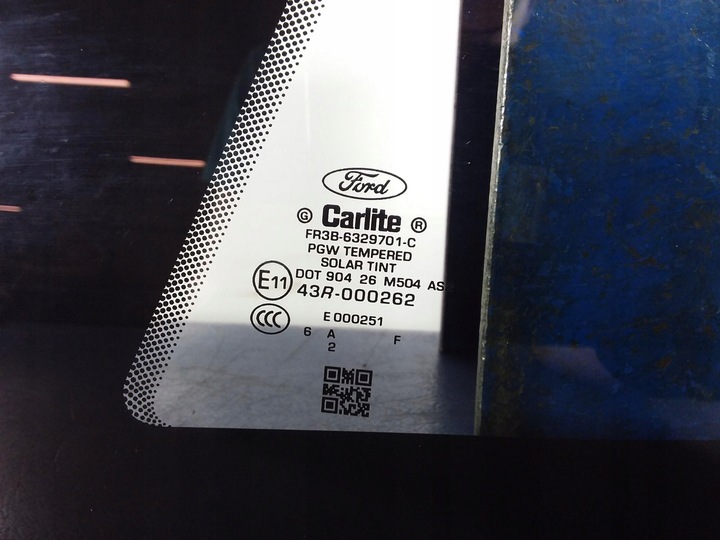 Ford
G Carlite R
FR3B-6329701-C
PGW TEMPERED
SOLAR TINT
DOT 904 26 M504 AS
E11 43R-000262
CCC E 000251
6 A F
2